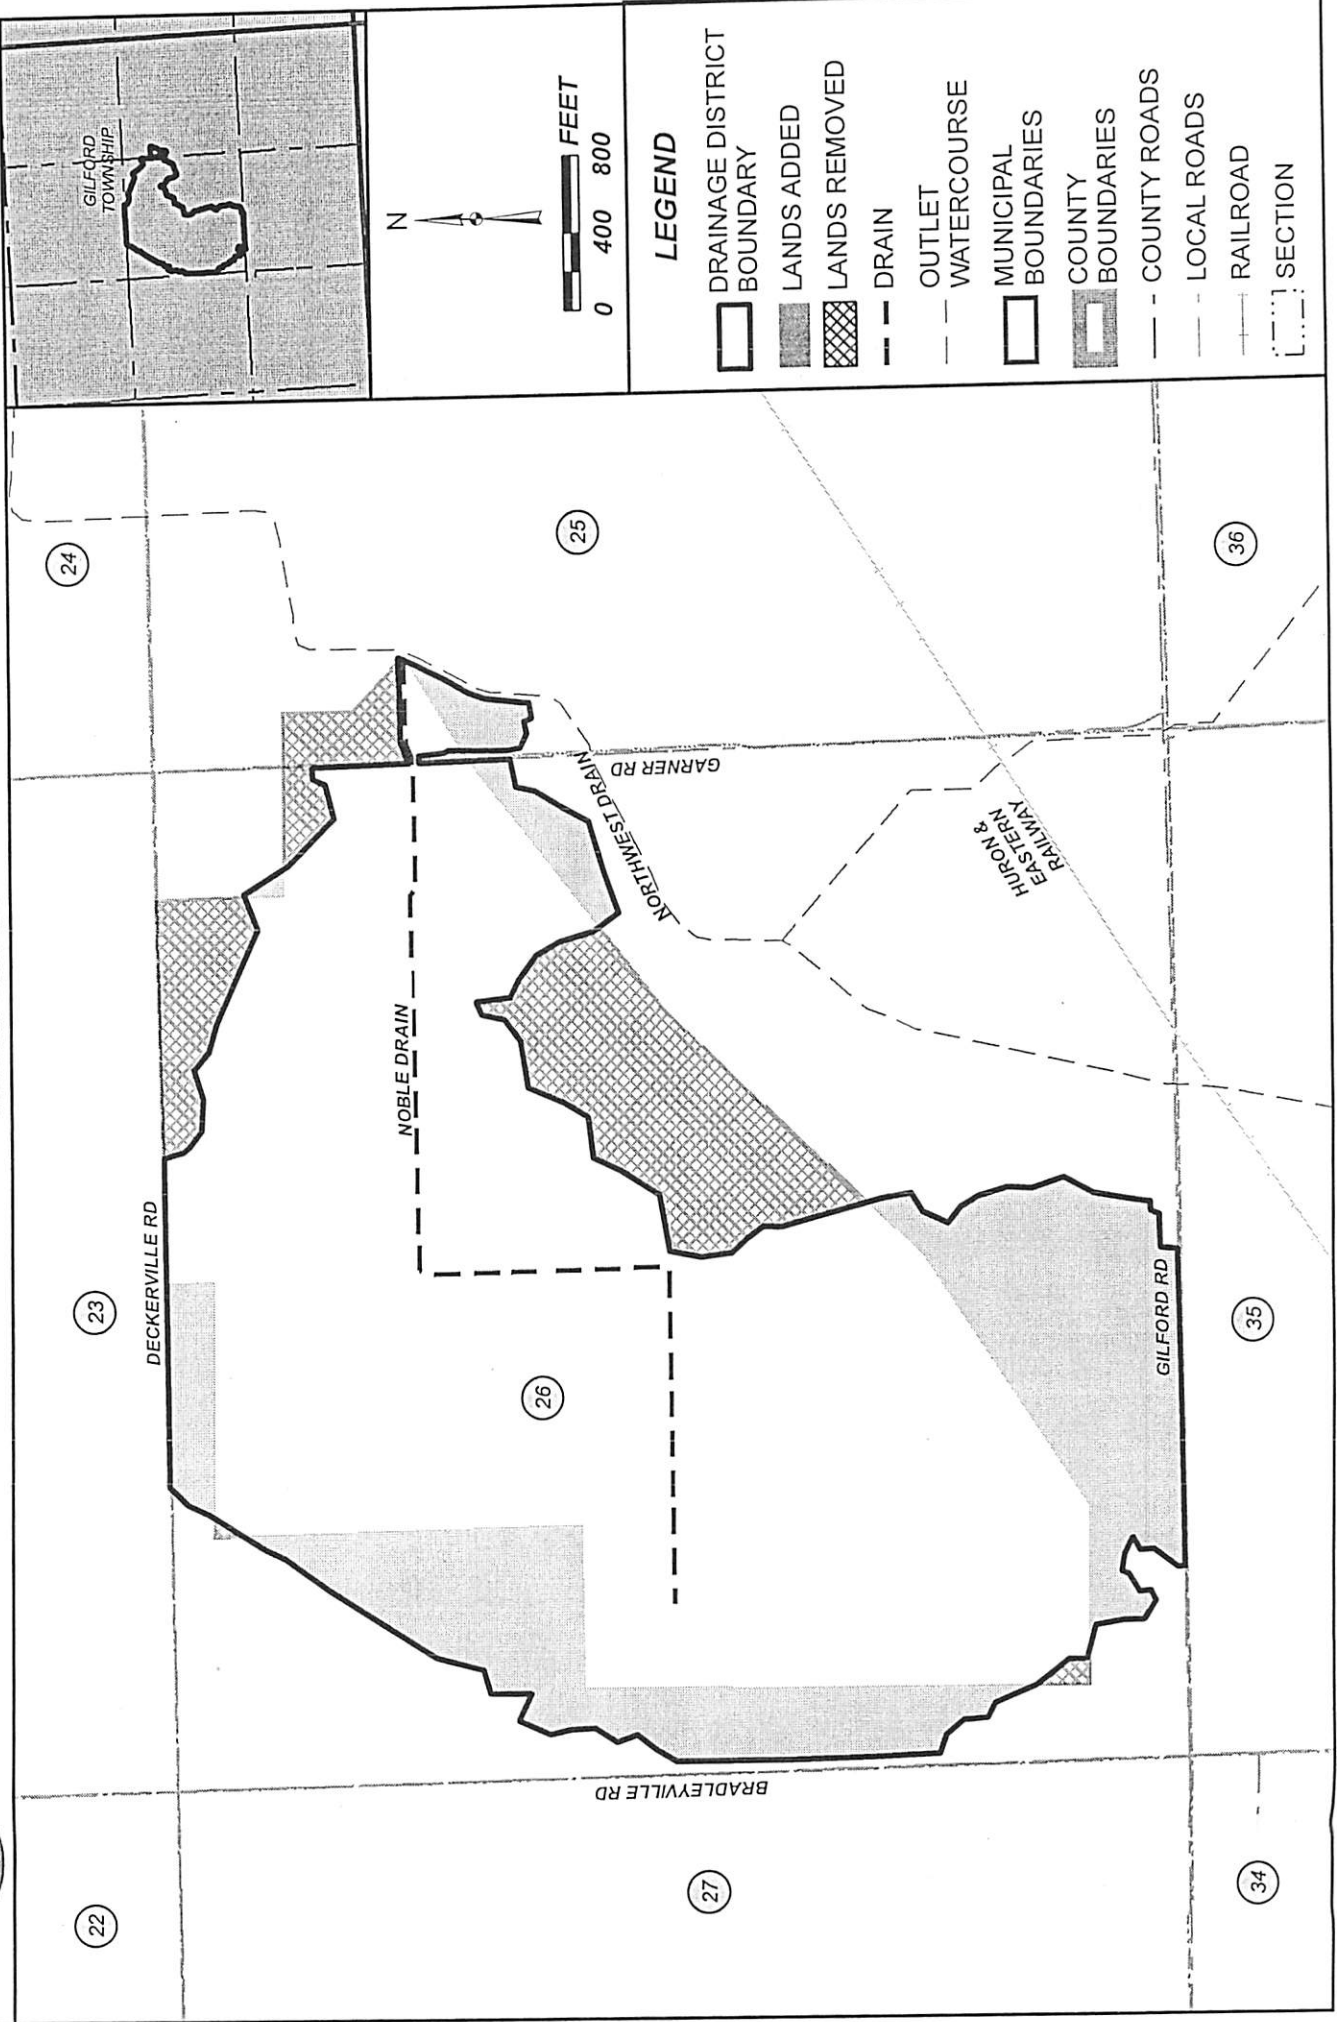 GILFORD
TOWNSHIP
N
FEET
0 400 800
LEGEND
DRAINAGE DISTRICT
BOUNDARY
LANDS ADDED
LANDS REMOVED
DRAIN
OUTLET
WATERCOURSE
MUNICIPAL
BOUNDARIES
COUNTY
BOUNDARIES
COUNTY ROADS
LOCAL ROADS
RAILROAD
SECTION
22
23
24
DECKERVILLE RD
NOBLE DRAIN
25
26
27
GARNER RD
NORTHWEST DRAIN
BRADLEYVILLE RD
HURON &
EASTERN
RAILWAY
GILFORD RD
34
35
36